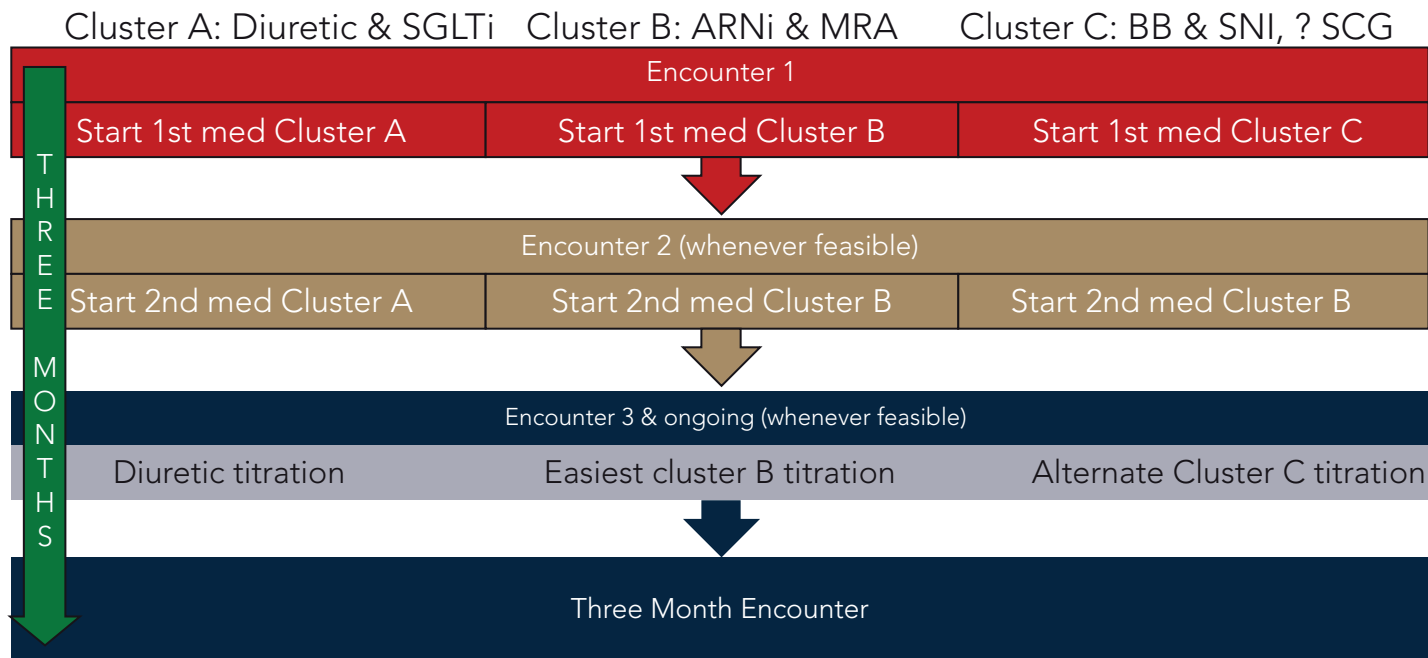 Cluster A: Diuretic & SGLTi Cluster B: ARNi & MRA Cluster C: BB & SNI, ? SCG
Encounter 1
Start 1st med Cluster A Start 1st med Cluster B Start 1st med Cluster C
Encounter 2 (whenever feasible)
Start 2nd med Cluster A Start 2nd med Cluster B Start 2nd med Cluster B
Encounter 3 & ongoing (whenever feasible)
Diuretic titration Easiest cluster B titration Alternate Cluster C titration
Three Month Encounter
THREE MONTHS